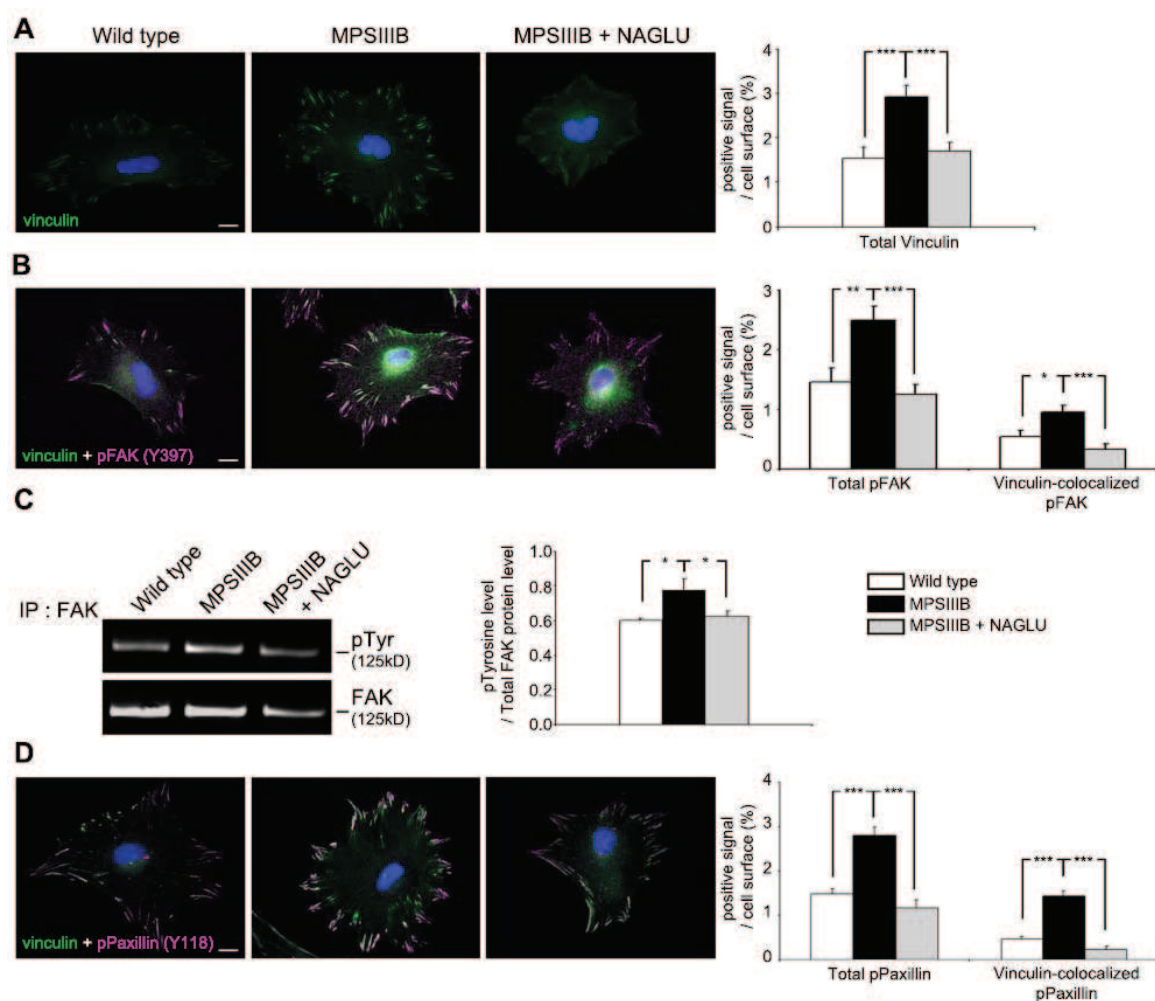 A
Wild type
MPSIIIB
MPSIIIB + NAGLU
vinculin
positive signal
/ cell surface (%)
4
3
2
1
0
*** ***
Total Vinculin
B
vinculin + pFAK (Y397)
positive signal
/ cell surface (%)
3
2
1
0
** ***
* ***
Total pFAK
Vinculin-colocalized
pFAK
C
IP : FAK
Wild type
MPSIIIB
MPSIIIB
+ NAGLU
pTyr
(125kD)
FAK
(125kD)
pTyrosine level
/ Total FAK protein level
1.0
0.8
0.6
0.4
0.2
0.0
* *
Wild type
MPSIIIB
MPSIIIB + NAGLU
D
vinculin + pPaxillin (Y118)
positive signal
/ cell surface (%)
4
3
2
1
0
*** ***
*** ***
Total pPaxillin
Vinculin-colocalized
pPaxillin